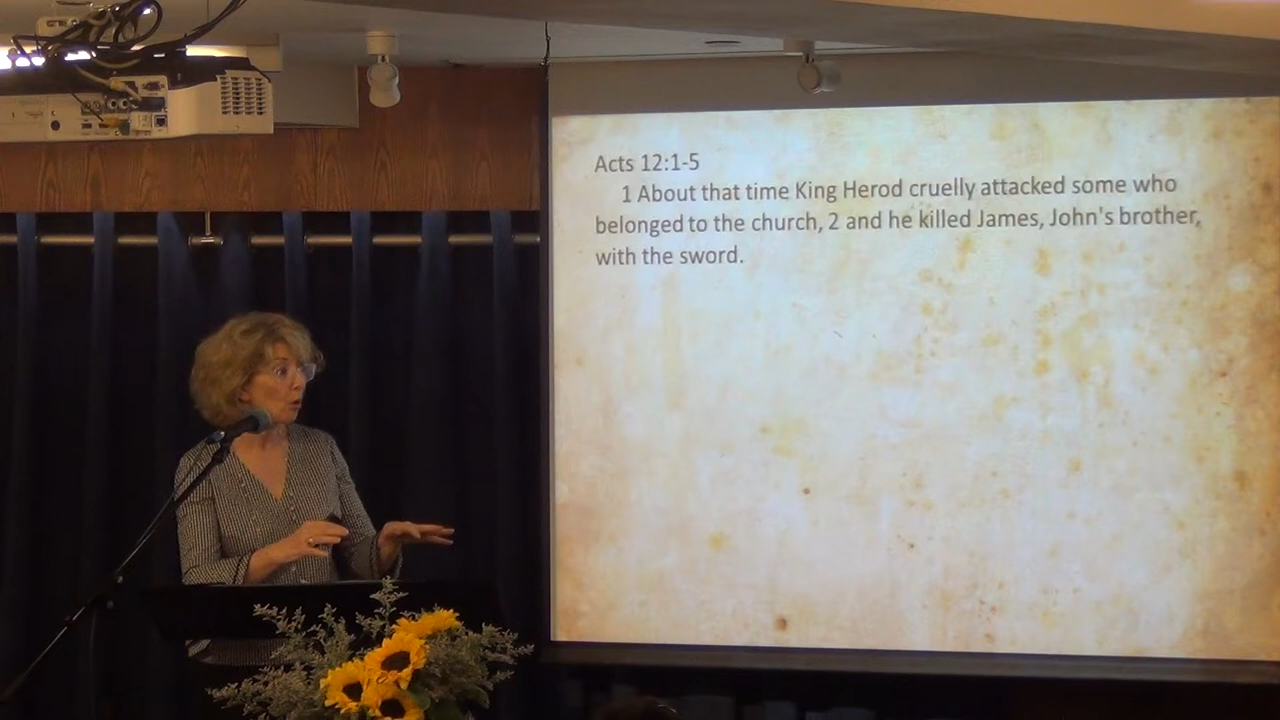 Acts 12:1-5
1 About that time King Herod cruelly attacked some who
belonged to the church, 2 and he killed James, John's brother,
with the sword.